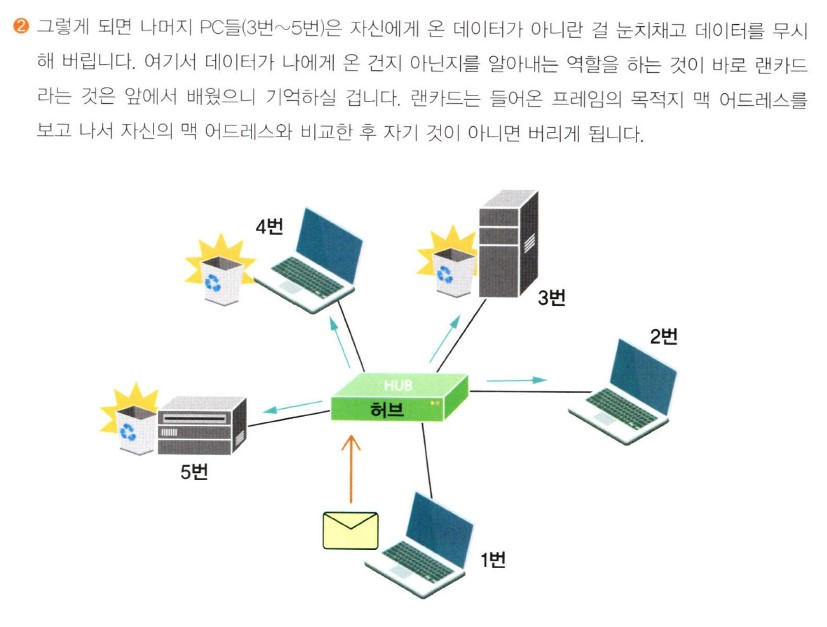 ❷ 그렇게 되면 나머지 PC들(3번~5번)은 자신에게 온 데이터가 아니란 걸 눈치채고 데이터를 무시
해 버립니다. 여기서 데이터가 나에게 온 건지 아닌지를 알아내는 역할을 하는 것이 바로 랜카드
라는 것은 앞에서 배웠으니 기억하실 겁니다. 랜카드는 들어온 프레임의 목적지 맥 어드레스를
보고 나서 자신의 맥 어드레스와 비교한 후 자기 것이 아니면 버리게 됩니다.
4번
3번
2번
HUB
허브
5번
1번